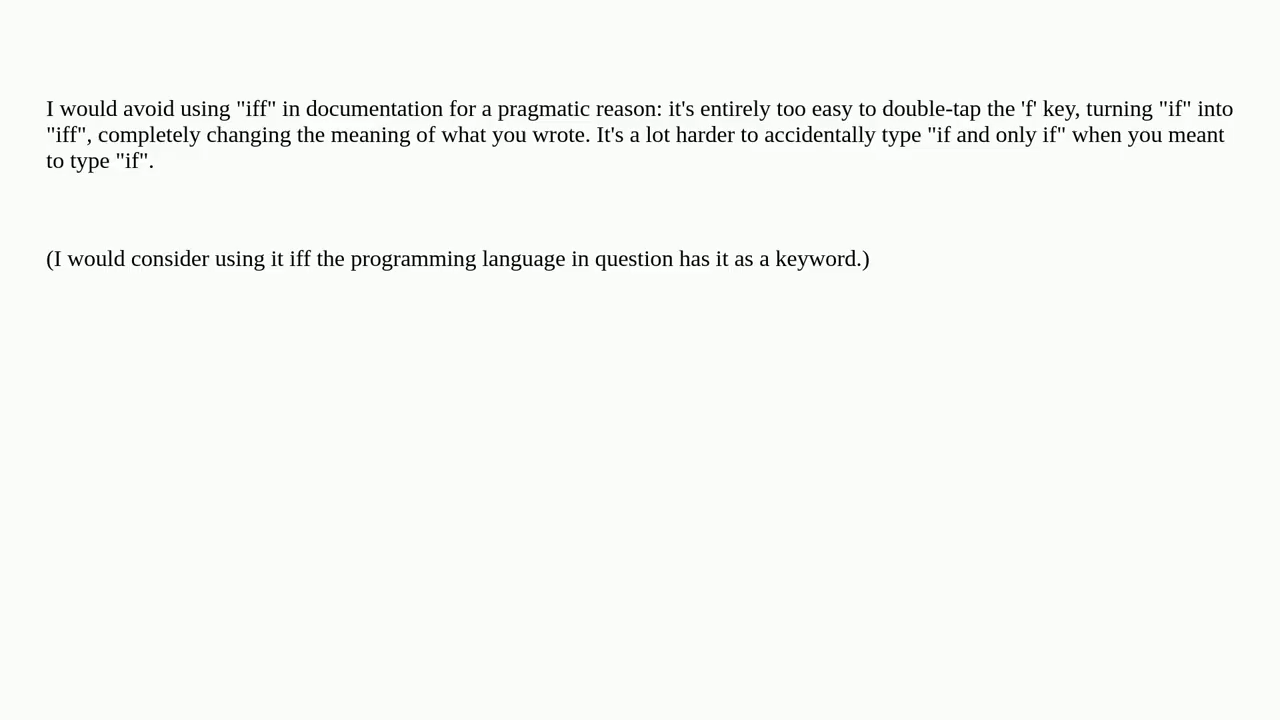 I would avoid using "iff" in documentation for a pragmatic reason: it's entirely too easy to double-tap the 'f' key, turning "if" into
"iff", completely changing the meaning of what you wrote. It's a lot harder to accidentally type "if and only if" when you meant
to type "if".
(I would consider using it iff the programming language in question has it as a keyword.)